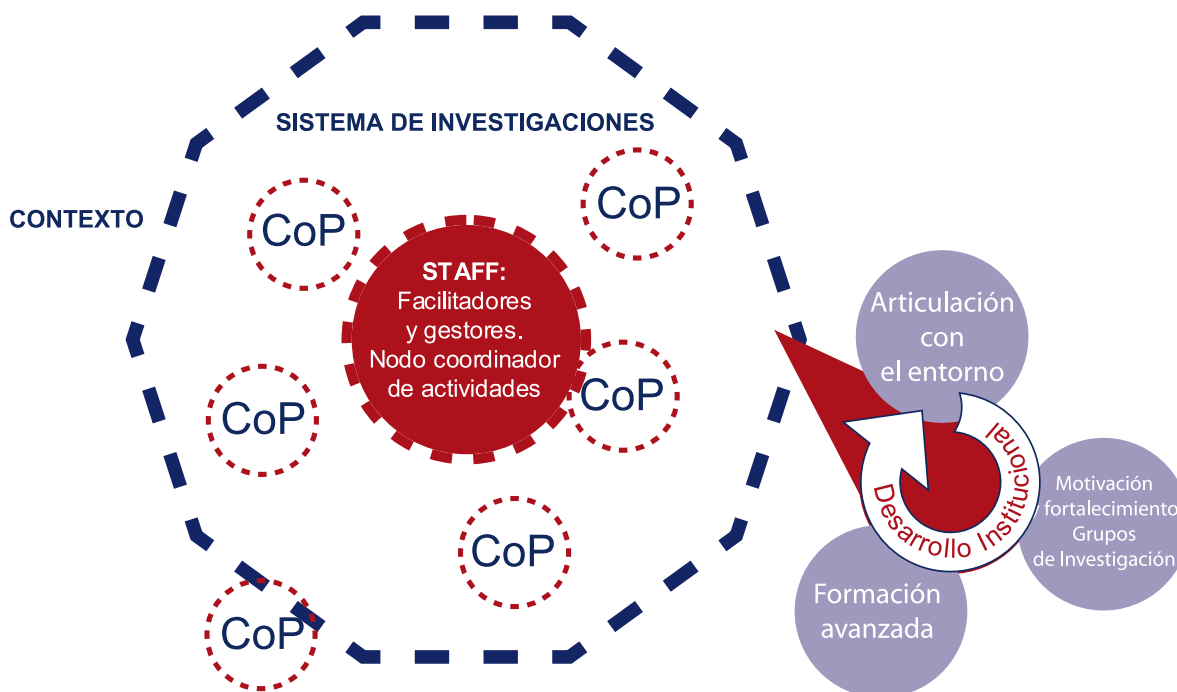 SISTEMA DE INVESTIGACIONES
CONTEXTO
CoP
CoP
STAFF:
Facilitadores
y gestores.
Nodo coordinador
de actividades
CoP
CoP
CoP
CoP
Articulación
con
el entorno
Desarrollo Institucional
Motivación
fortalecimiento
Grupos
de Investigación
Formación
avanzada